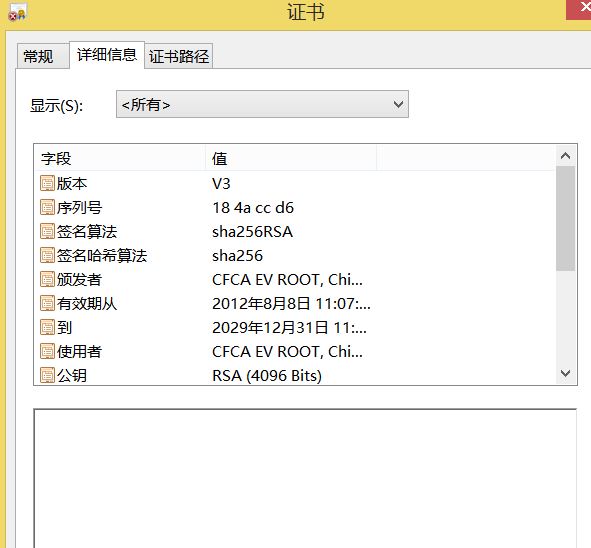 证书
常规 详细信息 证书路径
显示(S): <所有>
字段 值
版本 V3
序列号 18 4a cc d6
签名算法 sha256RSA
签名哈希算法 sha256
颁发者 CFCA EV ROOT, Chi...
有效期从 2012年8月8日 11:07:...
到 2029年12月31日 11:...
使用者 CFCA EV ROOT, Chi...
公钥 RSA (4096 Bits)